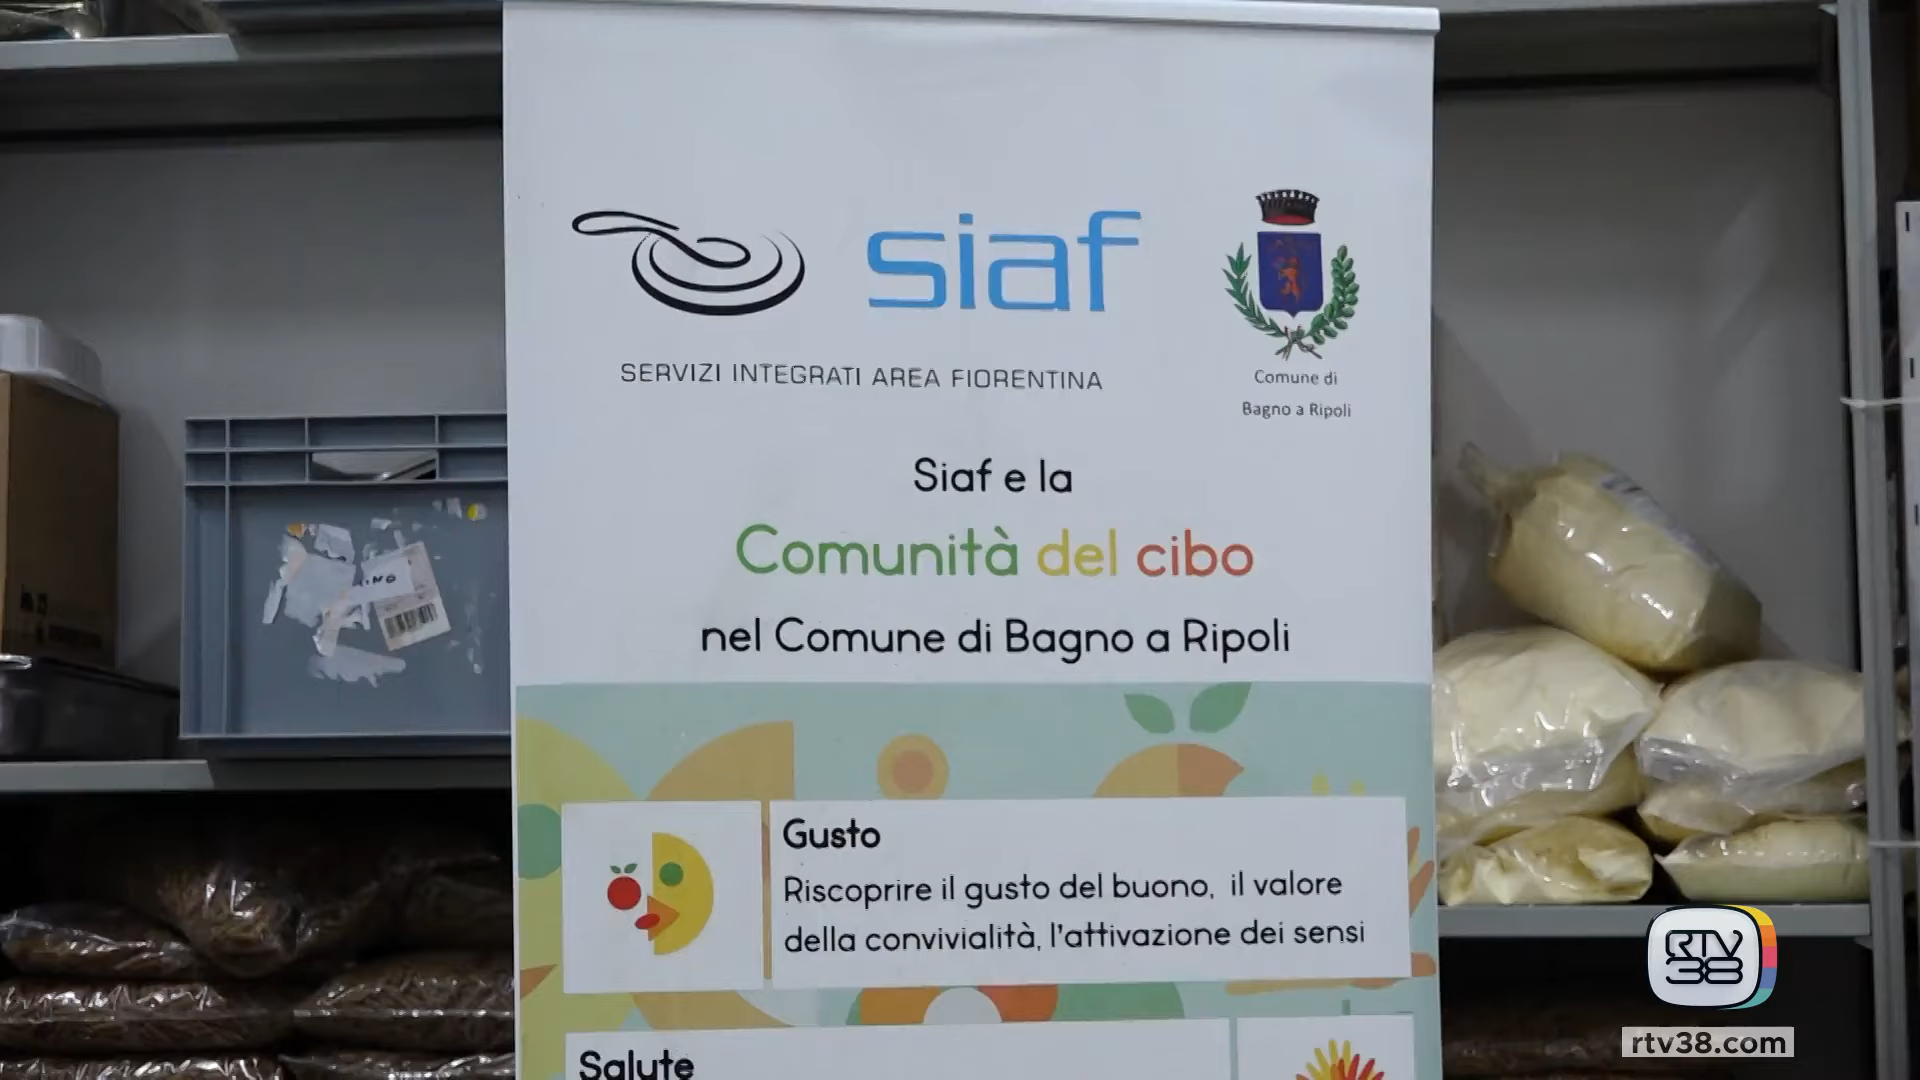 siaf
SERVIZI INTEGRATI AREA FIORENTINA
Comune di
Bagno a Ripoli
Siaf e la
Comunità del cibo
nel Comune di Bagno a Ripoli
Gusto
Riscoprire il gusto del buono, il valore
della convivialità, l'attivazione dei sensi
Salute
RTV
38
rtv38.com